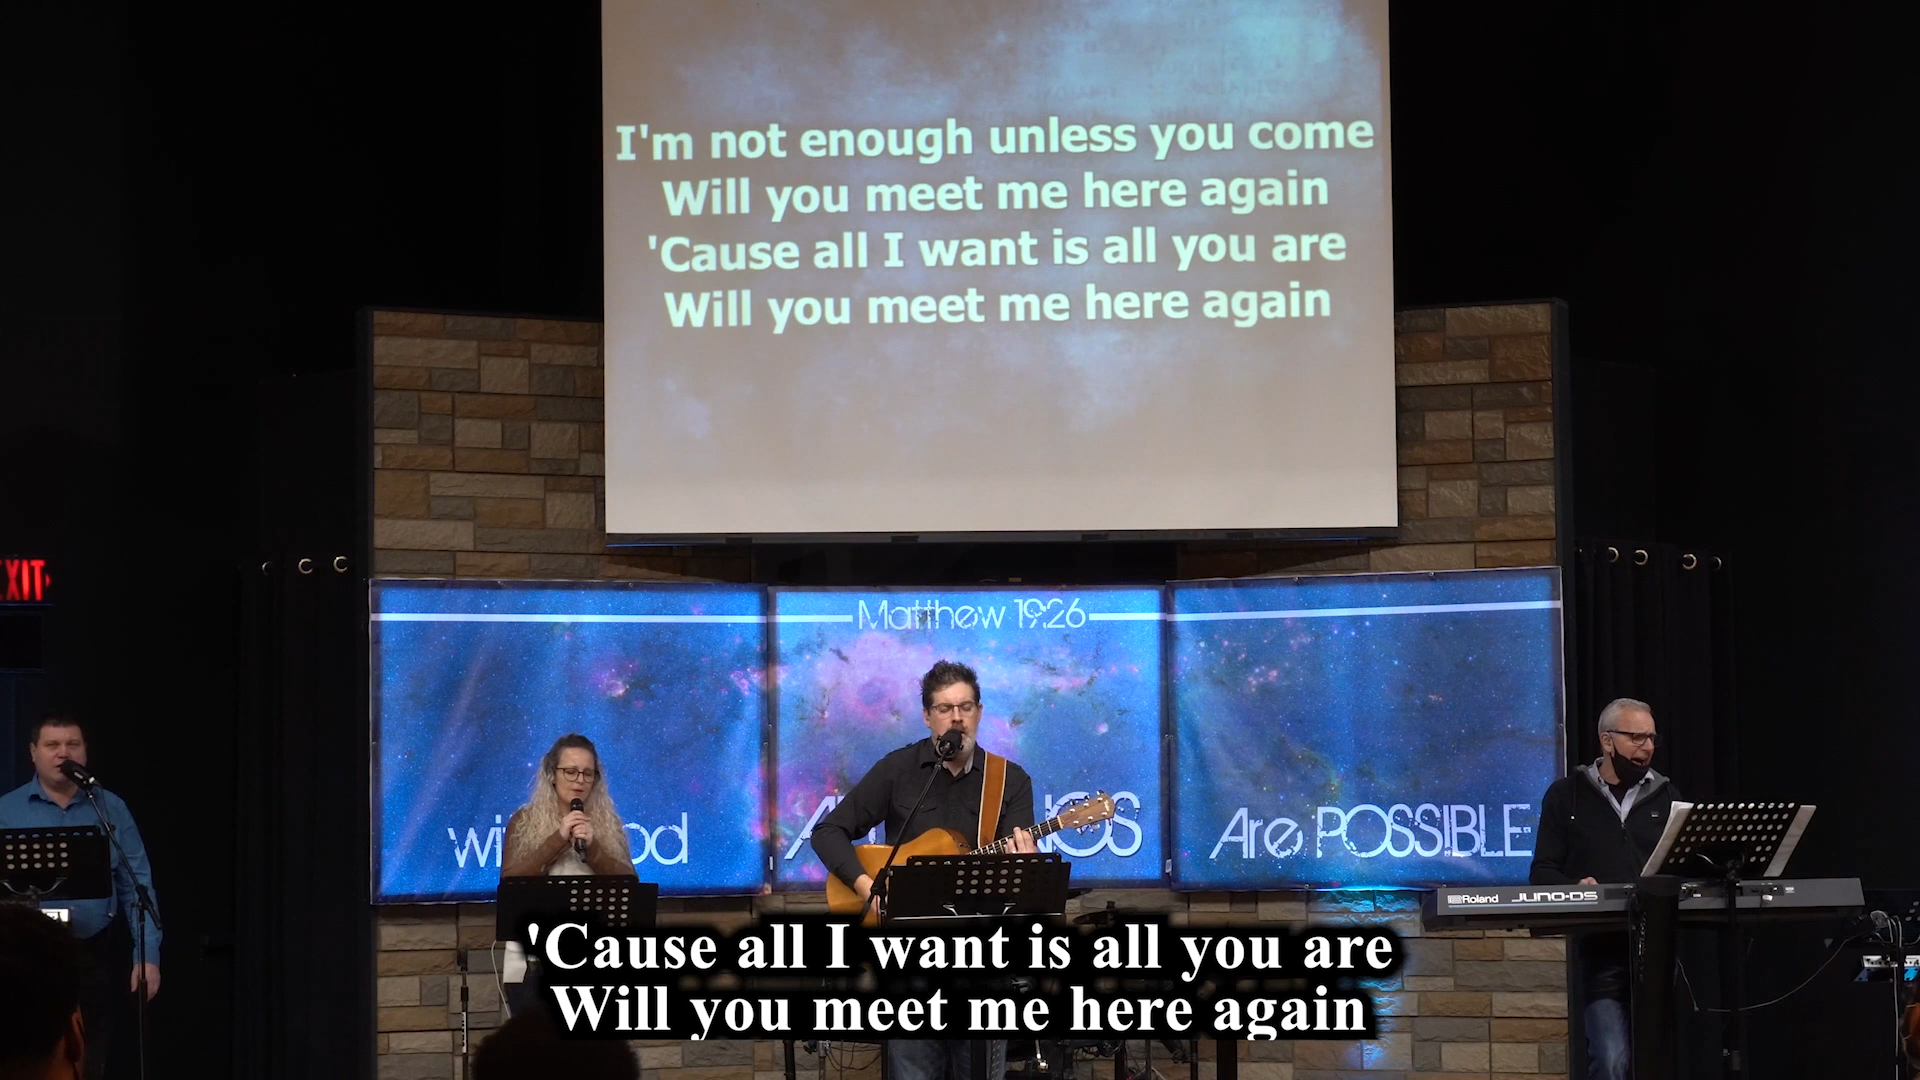 I'm not enough unless you come
Will you meet me here again
'Cause all I want is all you are
Will you meet me here again
EXIT
Matthew 19:26
Are POSSIBLE
Roland JUNO-DS
'Cause all I want is all you are
Will you meet me here again